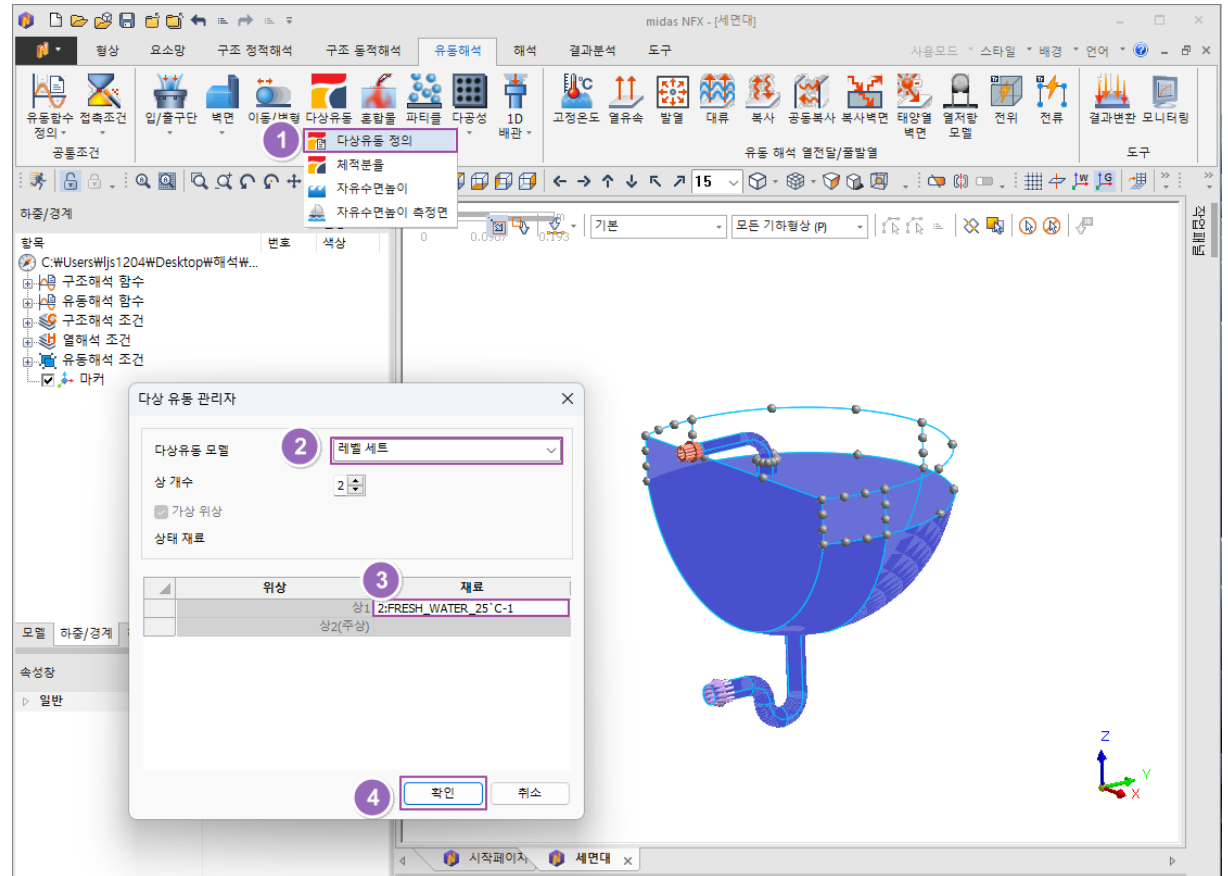 midas NFX - [세면대]
형상 요소망 구조 정적해석 구조 동적해석 유동해석 해석 결과분석 도구 사용모드 스타일 배경 언어
유동함수 정의 접촉조건 입/출구단 벽면 이동/변형 다상유동 혼합물 파티클 다공성 1D 배관 고정온도 열유속 발열 대류 복사 공동복사 복사벽면 태양열 벽면 열저항 모델 전위 전류 결과변환 모니터링
공통조건 유동 해석 열전달/줄발열 도구
1 다상유동 정의
체적분율
자유수면높이
자유수면높이 측정면
15
하중/경계
기본 모든 기하형상 (P)
0 0.0967 0.193
항목 번호 색상
C:₩Users₩ljs1204₩Desktop₩해석₩...
구조해석 함수
유동해석 함수
구조해석 조건
열해석 조건
유동해석 조건
마커
작업패널
다상 유동 관리자
다상유동 모델 2 레벨 세트
상 개수 2
가상 위상
상태 재료
위상 3 재료
상1 2:FRESH_WATER_25`C-1
상2(주상)
4 확인 취소
모델 하중/경계
속성창
일반
Z
Y
X
시작페이지 세면대